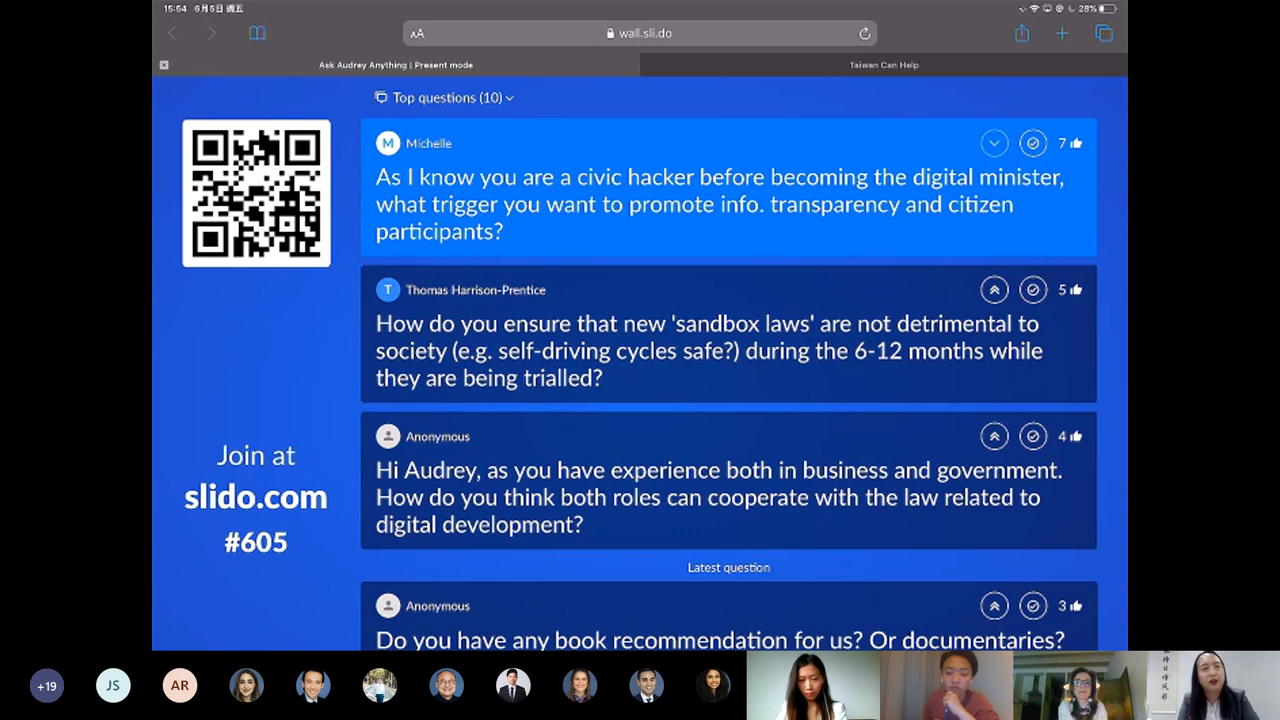 15:54 6月5日 週五
28%
AA
wall.sli.do
Ask Audrey Anything | Present mode
Taiwan Can Help
Top questions (10)
M Michelle
7
As I know you are a civic hacker before becoming the digital minister,
what trigger you want to promote info. transparency and citizen
participants?
T Thomas Harrison-Prentice
5
How do you ensure that new 'sandbox laws' are not detrimental to
society (e.g. self-driving cycles safe?) during the 6-12 months while
they are being trialled?
Anonymous
4
Hi Audrey, as you have experience both in business and government.
How do you think both roles can cooperate with the law related to
digital development?
Join at
slido.com
#605
Latest question
Anonymous
3
Do you have any book recommendation for us? Or documentaries?
+19
JS
AR